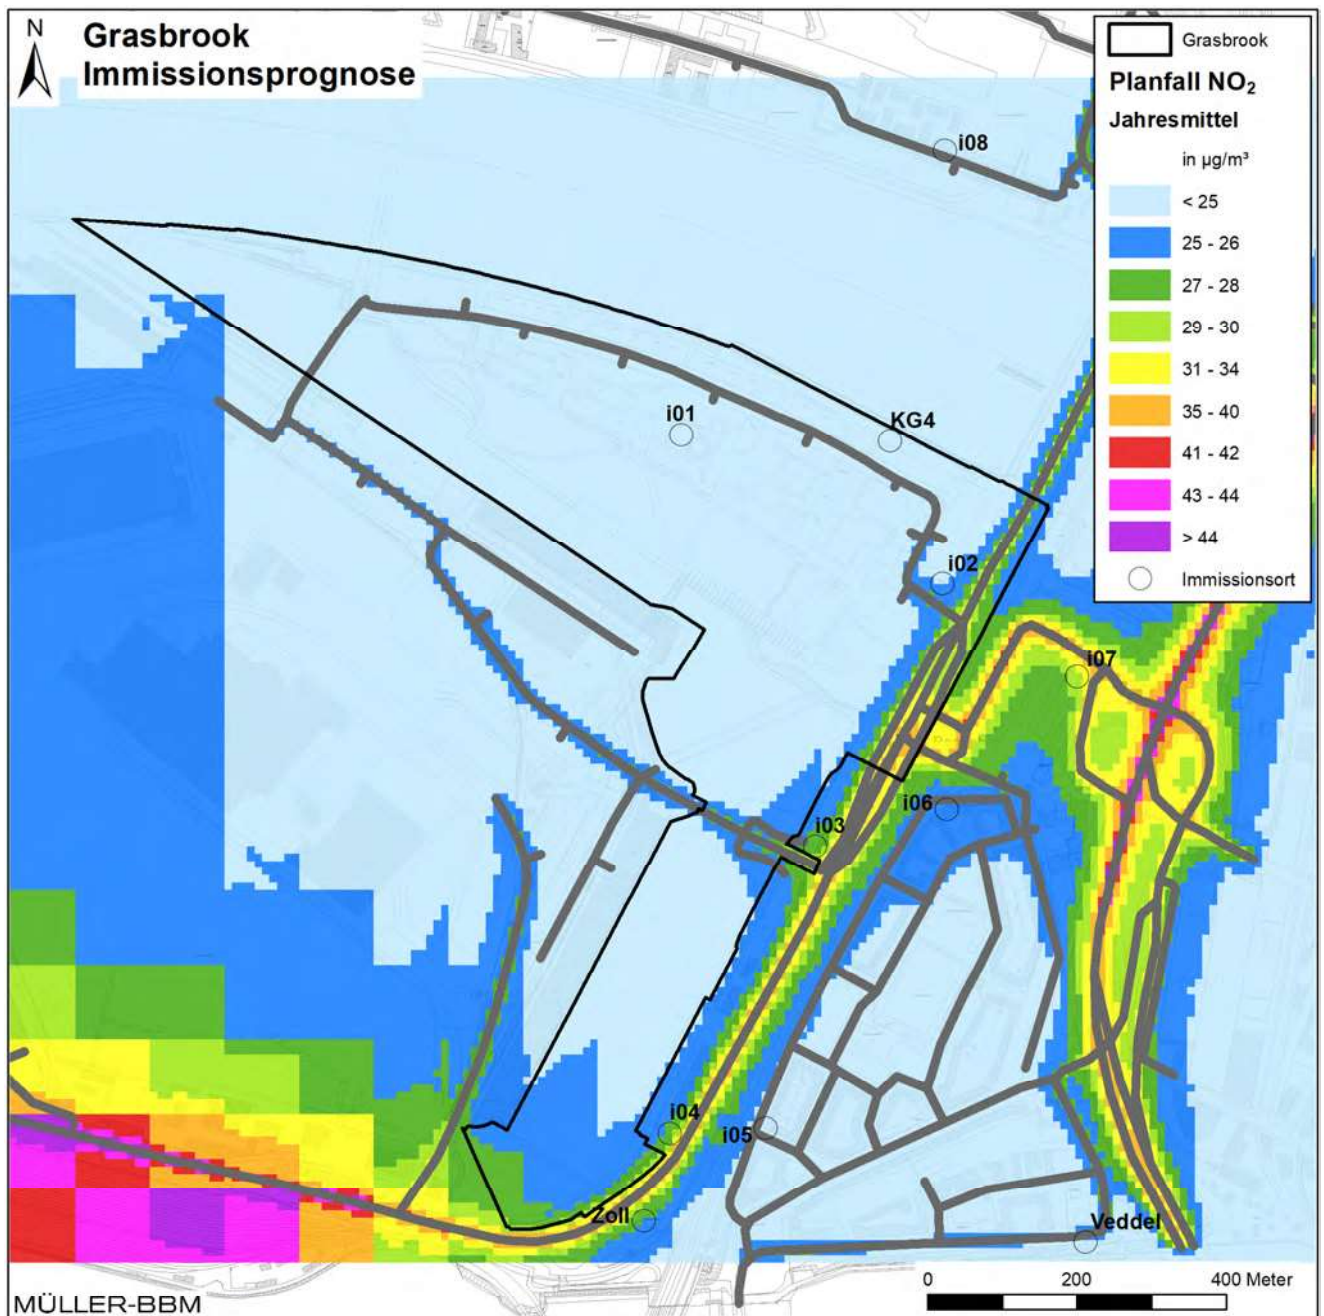 N
Grasbrook
Immissionsprognose
Grasbrook
Planfall NO₂
Jahresmittel
in µg/m³
< 25
25 - 26
27 - 28
29 - 30
31 - 34
35 - 40
41 - 42
43 - 44
> 44
Immissionsort
i08
i01
KG4
i02
i07
i06
i03
i04
i05
Zoll
Veddel
0 200 400 Meter
MÜLLER-BBM